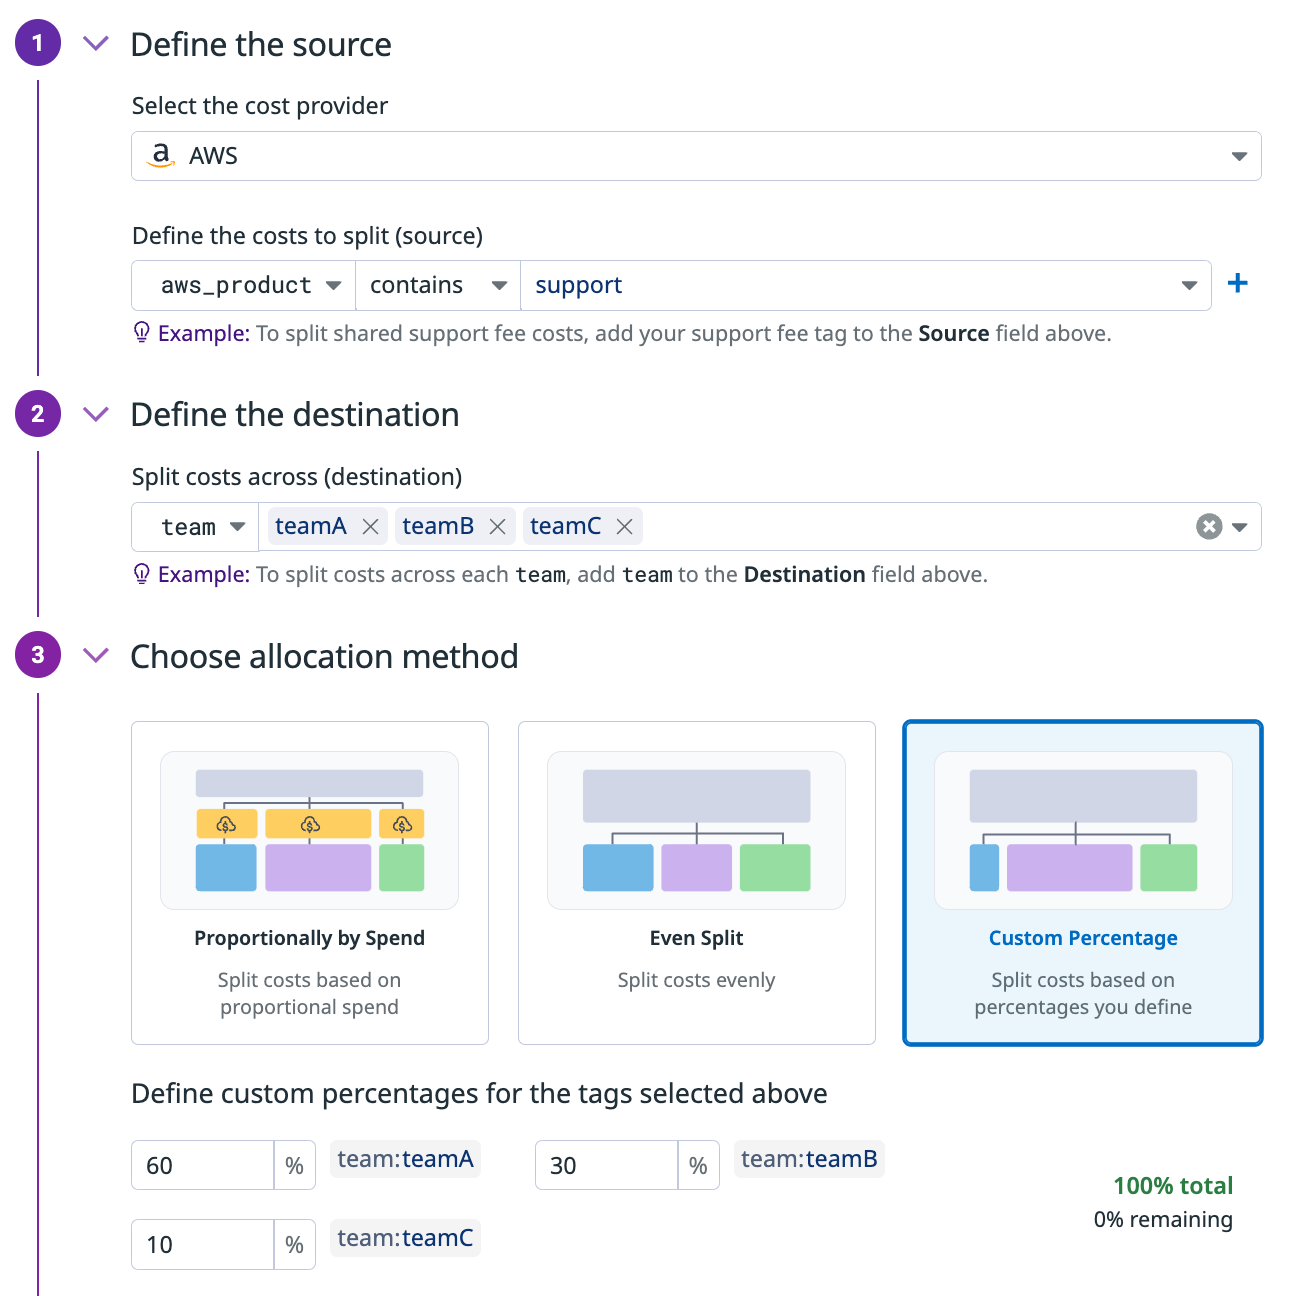 1
Define the source
Select the cost provider
a AWS
Define the costs to split (source)
aws_product contains support +
Example: To split shared support fee costs, add your support fee tag to the Source field above.
2
Define the destination
Split costs across (destination)
team teamA teamB teamC
Example: To split costs across each team, add team to the Destination field above.
3
Choose allocation method
$ $ $
Proportionally by Spend
Split costs based on
proportional spend
Even Split
Split costs evenly
Custom Percentage
Split costs based on
percentages you define
Define custom percentages for the tags selected above
60 % team:teamA 30 % team:teamB
100% total
0% remaining
10 % team:teamC